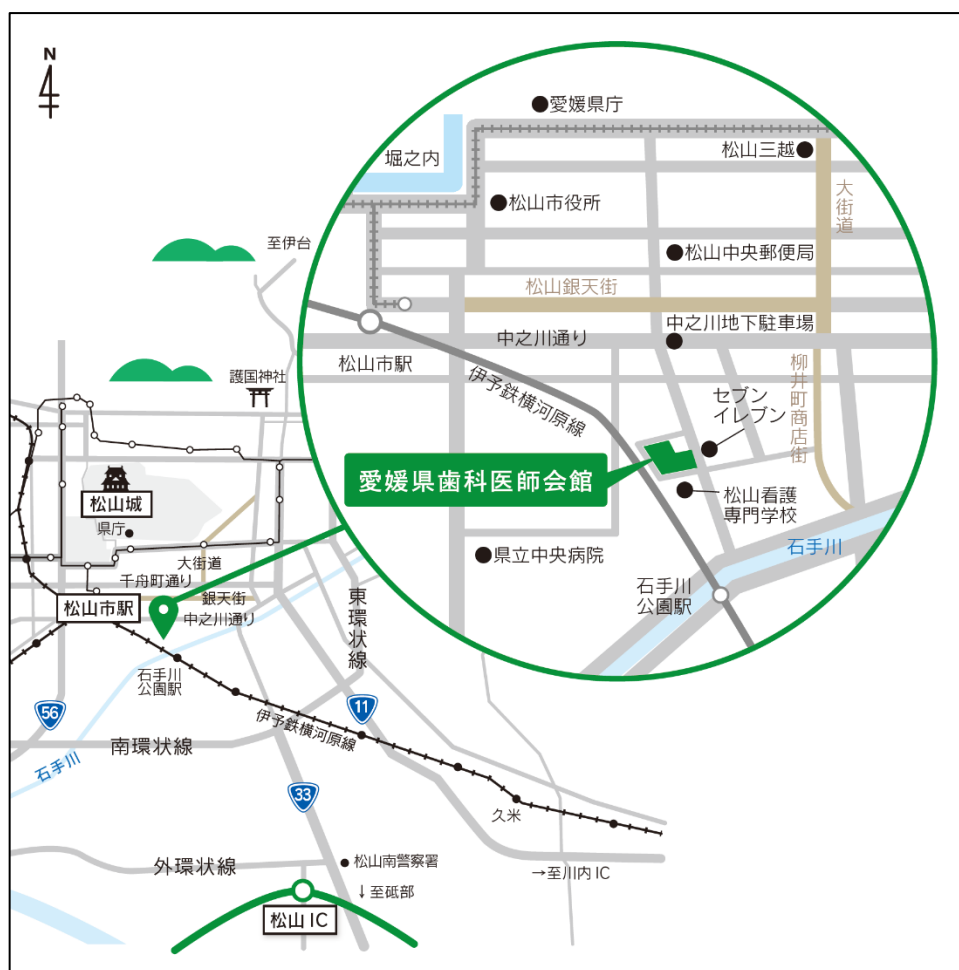 N
愛媛県庁
堀之内
松山三越
松山市役所
大街道
至伊台
松山中央郵便局
松山銀天街
中之川地下駐車場
中之川通り
松山市駅
伊予鉄横河原線
柳井町商店街
護国神社
セブン
イレブン
愛媛県歯科医師会館
松山看護
専門学校
松山城
県庁
石手川
県立中央病院
大街道
千舟町通り
石手川
公園駅
松山市駅
銀天街
中之川通り
東環状線
石手川
公園駅
56
11
伊予鉄横河原線
南環状線
石手川
33
久米
外環状線
松山南警察署
→至川内 IC
↓至砥部
松山 IC